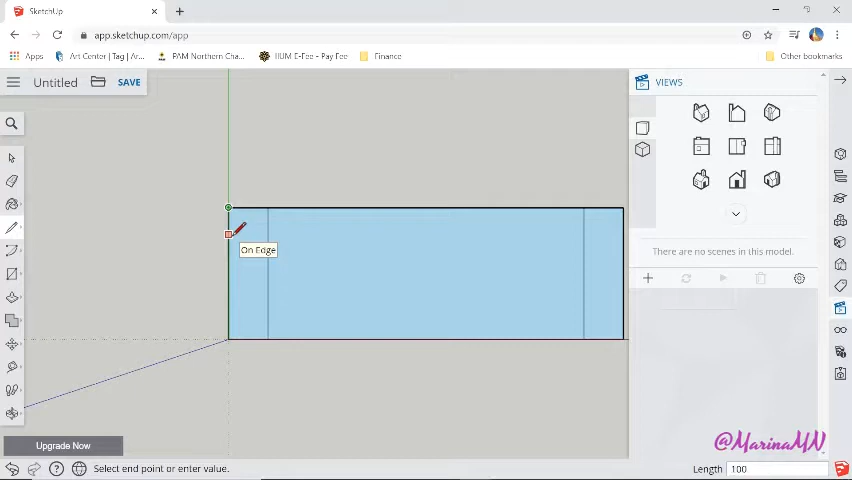 SketchUp
app.sketchup.com/app
Apps
Art Center | Tag | Ar...
PAM Northern Cha...
IIUM E-Fee - Pay Fee
Finance
Other bookmarks
Untitled
SAVE
VIEWS
On Edge
There are no scenes in this model.
Upgrade Now
@MarinaMN
Select end point or enter value.
Length
100